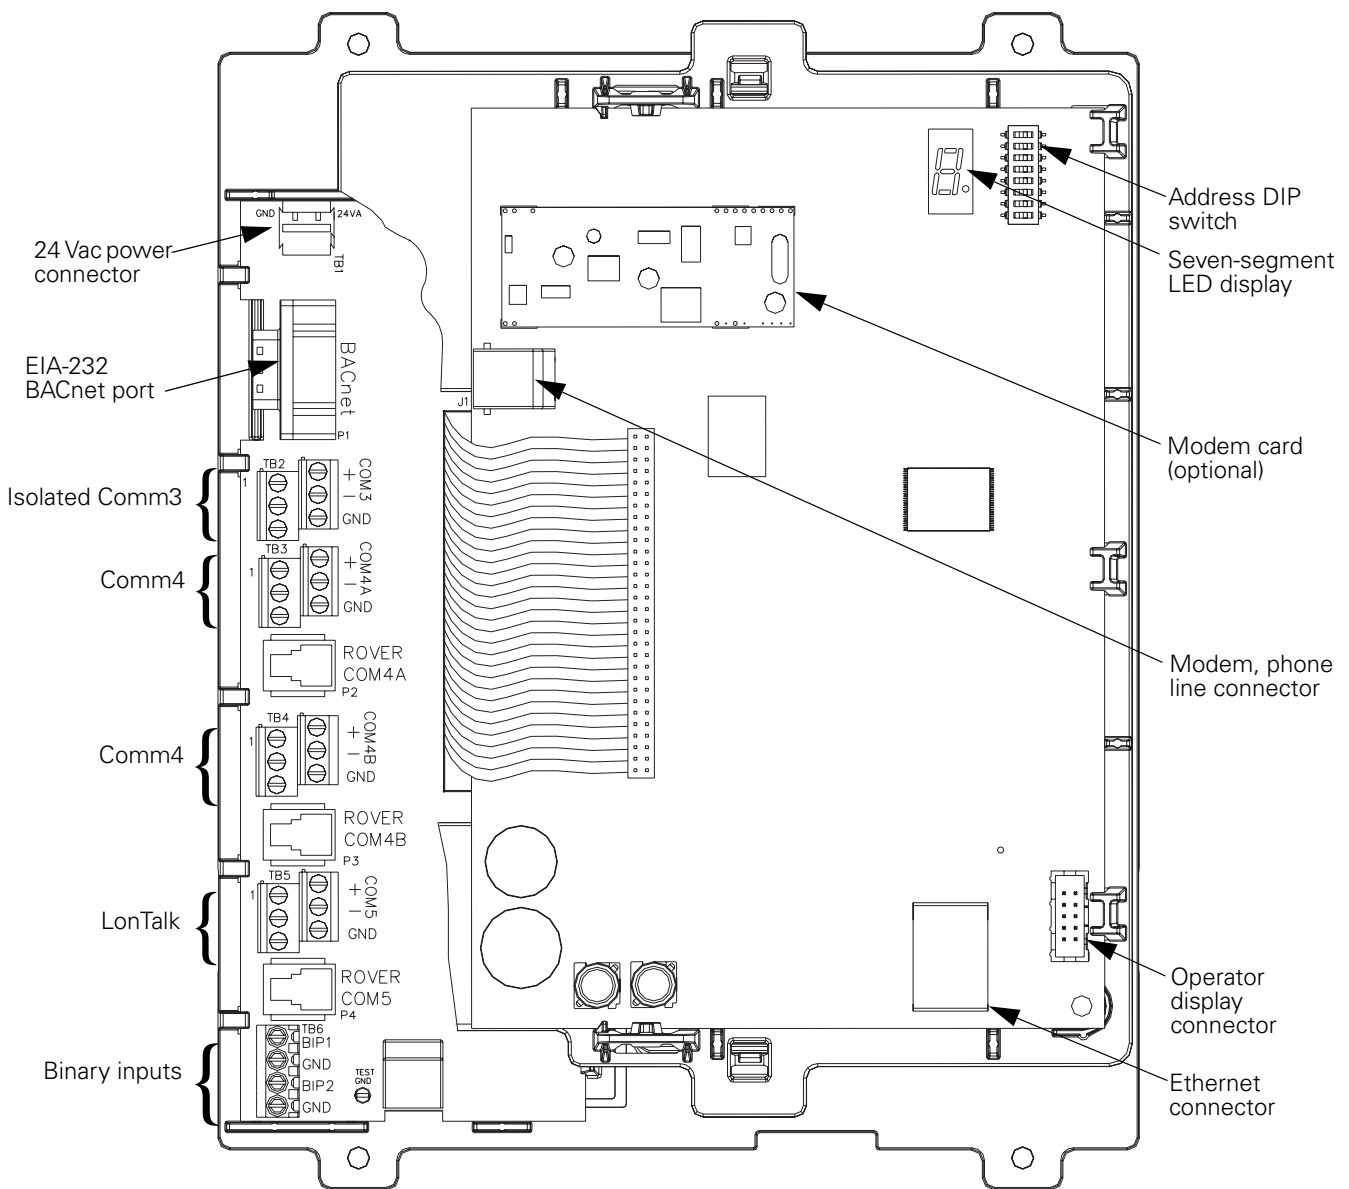 GND
24VA
TB1
24 Vac power
connector
Address DIP
switch
Seven-segment
LED display
EIA-232
BACnet port
BACnet
P1
J1
Modem card
(optional)
Isolated Comm3
TB2
1
COM3
+
–
GND
Comm4
TB3
1
COM4A
+
–
GND
ROVER
COM4A
P2
Modem, phone
line connector
Comm4
TB4
1
COM4B
+
–
GND
ROVER
COM4B
P3
LonTalk
TB5
1
COM5
+
–
GND
ROVER
COM5
P4
Operator
display
connector
Binary inputs
TB6
BIP1
GND
BIP2
GND
TEST
GND
Ethernet
connector